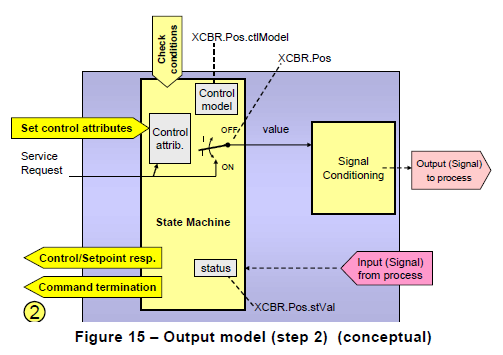 XCBR.Pos.ctlModel
Check
conditions
XCBR.Pos
Control
model
Set control attributes
Control
attrib.
OFF
value
I
ON
Service
Request
Signal
Conditioning
Output (Signal)
to process
State Machine
Control/Setpoint resp.
status
Input (Signal)
from process
Command termination
XCBR.Pos.stVal
2
Figure 15 – Output model (step 2) (conceptual)